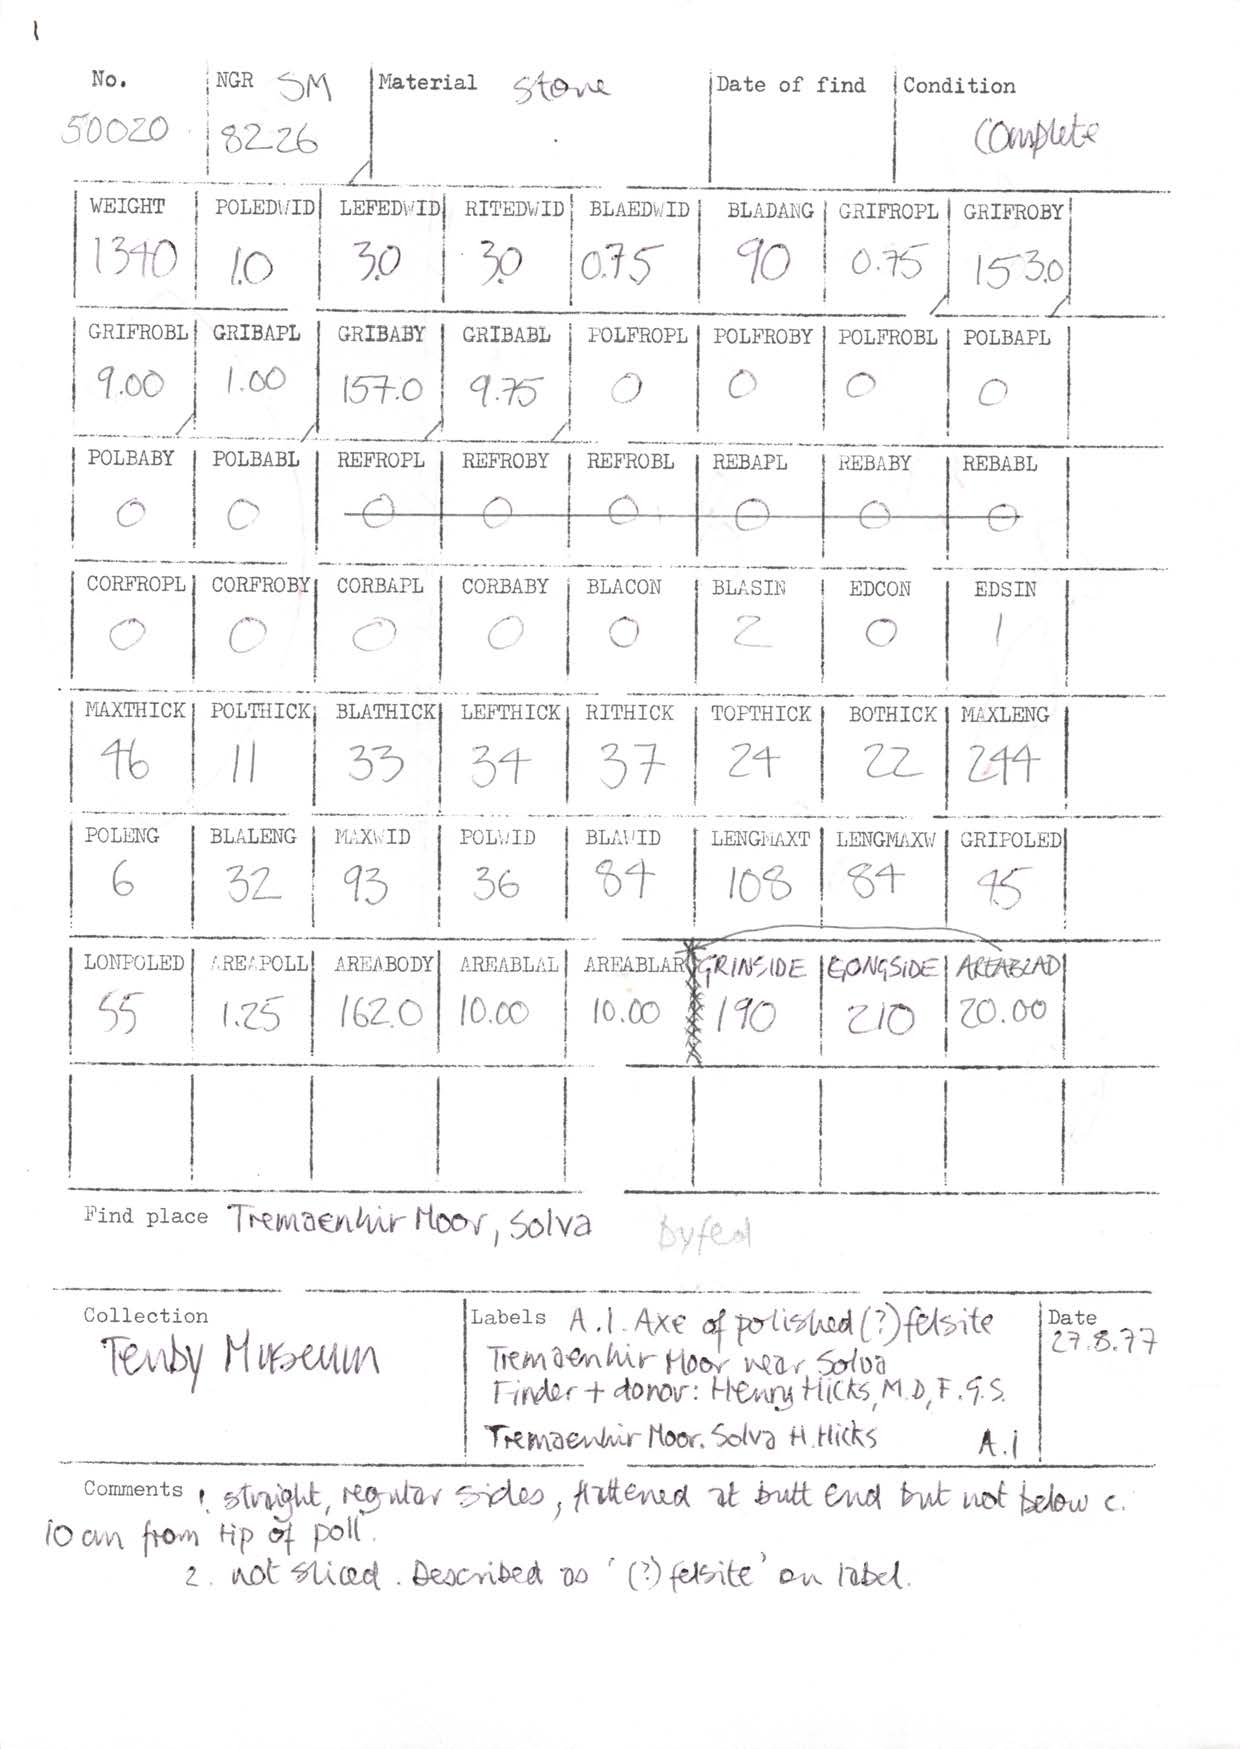 1
No. NGR SM Material stone Date of find Condition
50020 8226 Complete
WEIGHT POLEDWID LEFEDWID RITEDWID BLAEDWID BLADANG GRIFROPL GRIFROBY
1340 1.0 3.0 3.0 0.75 90 0.75 153.0
GRIFROBL GRIBAPL GRIBABY GRIBABL POLFROPL POLFROBY POLFROBL POLBAPL
9.00 1.00 157.0 9.75 0 0 0 0
POLBABY POLBABL REFROPL REFROBY REFROBL REBAPL REBABY REBABL
0 0 0 0 0 0 0 0
CORFROPL CORFROBY CORBAPL CORBABY BLACON BLASIN EDCON EDSIN
0 0 0 0 0 2 0 1
MAXTHICK POLTHICK BLATHICK LEFTHICK RITHICK TOPTHICK BOTHICK MAXLENG
46 11 33 34 37 24 22 244
POLENG BLALENG MAXWID POLWID BLAWID LENGMAXT LENGMAXW GRIPOLED
6 32 93 36 84 108 84 45
LONPOLED AREAPOLL AREABODY AREABLAL AREABLAR GRINSIDE LONGSIDE AREABLAD
55 1.25 162.0 10.00 10.00 190 210 20.00
Find place Tremaenhir Moor, Solva Dyfed
Collection Labels A.1. Axe of polished (?) felsite Date
Tenby Museum Tremaenhir Moor near Solva 27.8.77
Finder + donor: Henry Hicks, M.D, F.G.S.
Tremaenhir Moor. Solva H. Hicks A.1
Comments 1. straight, regular sides, flattened at butt end but not below c.
10 cm from tip of poll.
2. not sliced. Described as '(?) felsite' on label.